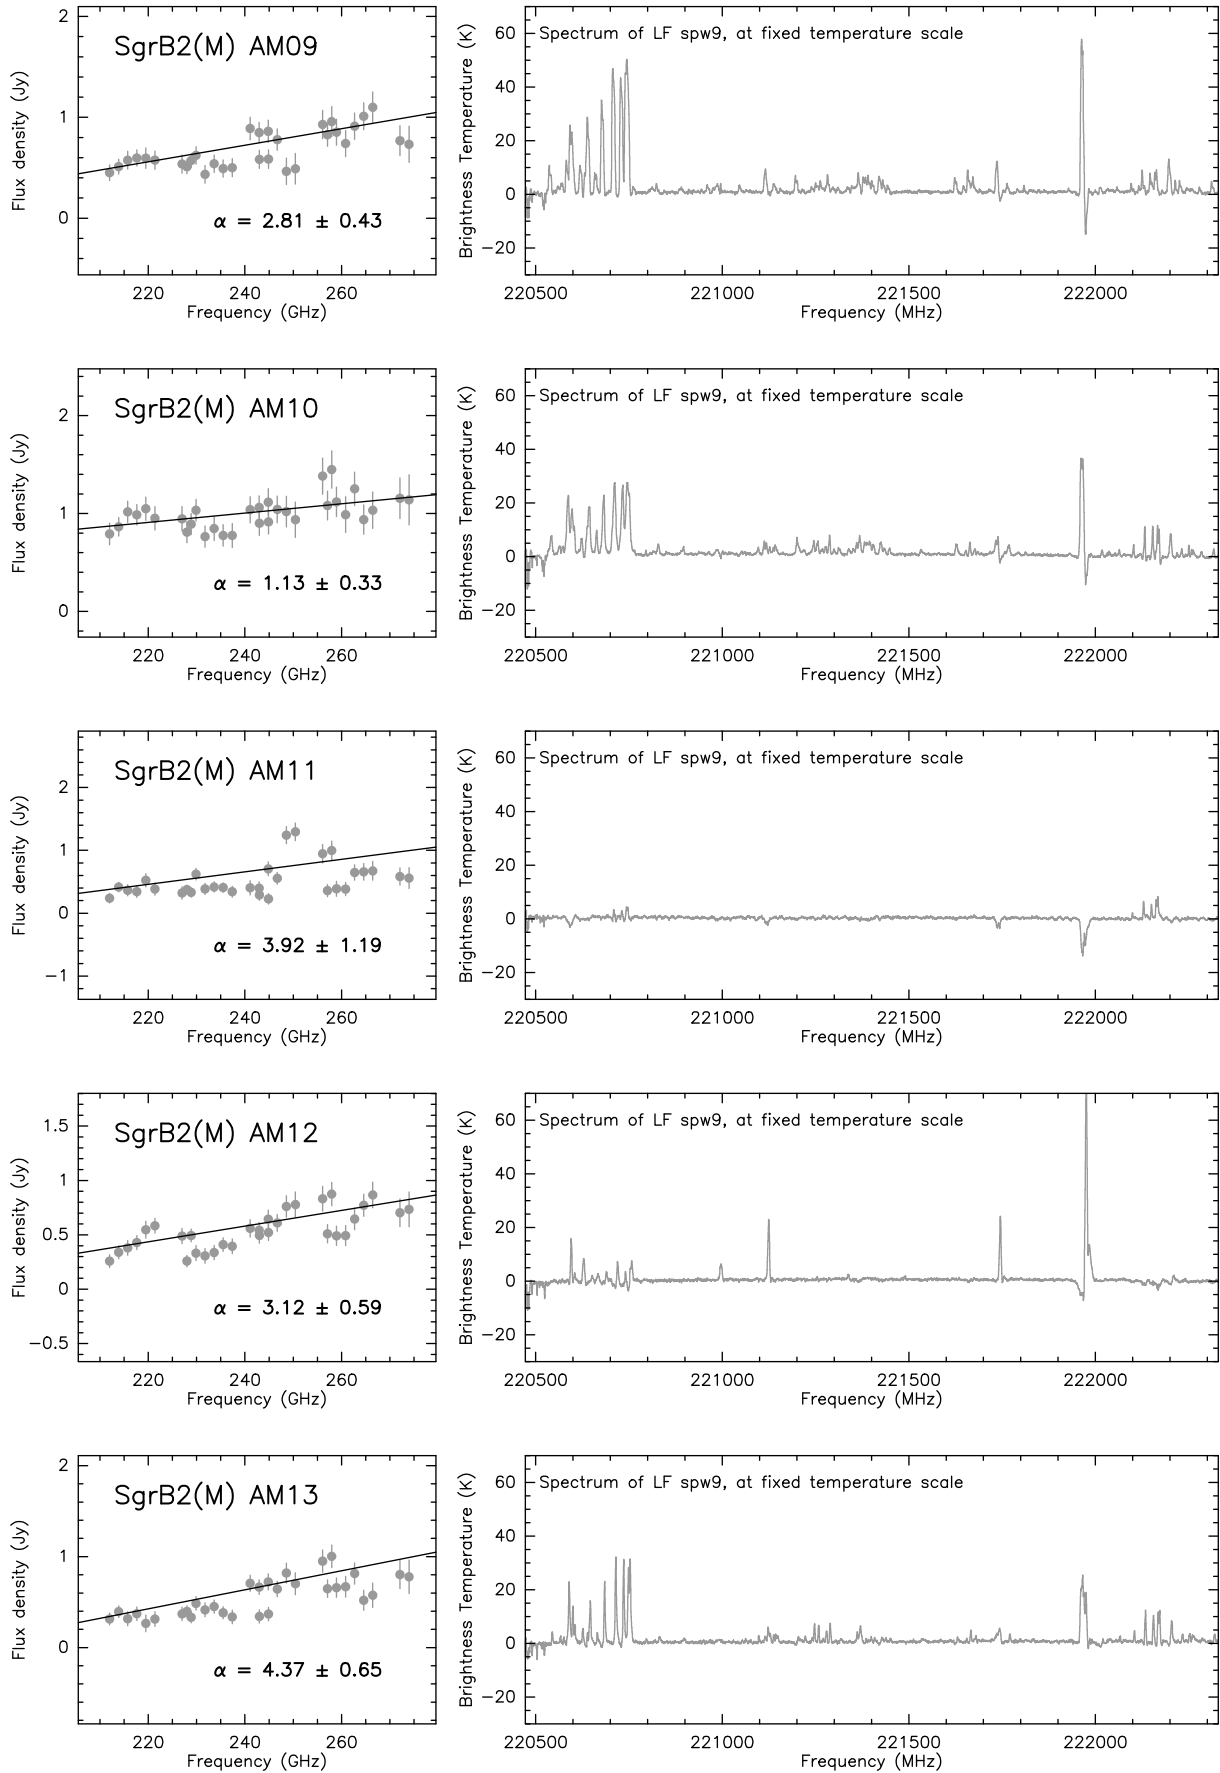 SgrB2(M) AM09
Flux density (Jy)
2
1
0
α = 2.81 ± 0.43
220 240 260
Frequency (GHz)
Spectrum of LF spw9, at fixed temperature scale
Brightness Temperature (K)
60
40
20
0
−20
220500 221000 221500 222000
Frequency (MHz)
SgrB2(M) AM10
Flux density (Jy)
2
1
0
α = 1.13 ± 0.33
220 240 260
Frequency (GHz)
Spectrum of LF spw9, at fixed temperature scale
Brightness Temperature (K)
60
40
20
0
−20
220500 221000 221500 222000
Frequency (MHz)
SgrB2(M) AM11
Flux density (Jy)
2
1
0
−1
α = 3.92 ± 1.19
220 240 260
Frequency (GHz)
Spectrum of LF spw9, at fixed temperature scale
Brightness Temperature (K)
60
40
20
0
−20
220500 221000 221500 222000
Frequency (MHz)
SgrB2(M) AM12
Flux density (Jy)
1.5
1
0.5
0
−0.5
α = 3.12 ± 0.59
220 240 260
Frequency (GHz)
Spectrum of LF spw9, at fixed temperature scale
Brightness Temperature (K)
60
40
20
0
−20
220500 221000 221500 222000
Frequency (MHz)
SgrB2(M) AM13
Flux density (Jy)
2
1
0
α = 4.37 ± 0.65
220 240 260
Frequency (GHz)
Spectrum of LF spw9, at fixed temperature scale
Brightness Temperature (K)
60
40
20
0
−20
220500 221000 221500 222000
Frequency (MHz)